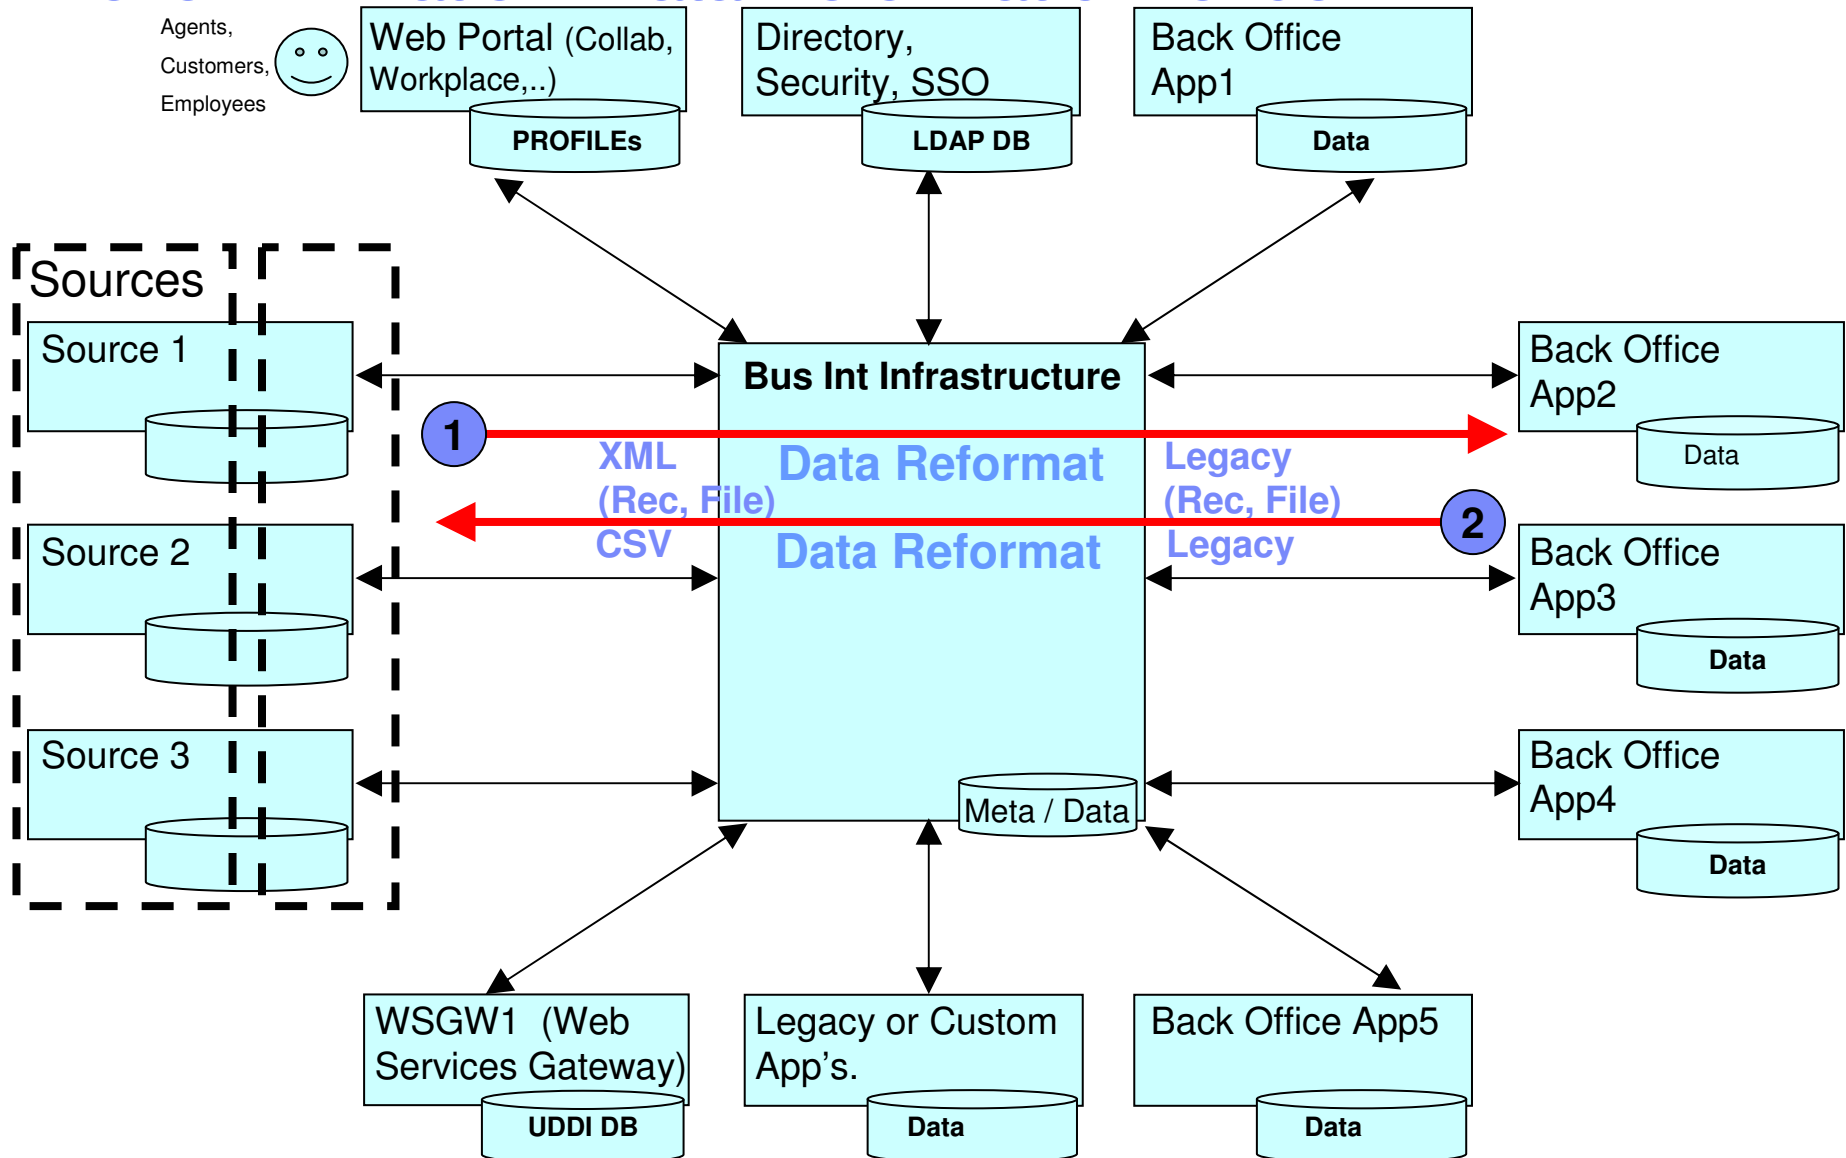 Agents,
Customers,
Employees
Web Portal (Collab,
Workplace,..)
PROFILEs
Directory,
Security, SSO
LDAP DB
Back Office
App1
Data
Sources
Source 1
Source 2
Source 3
Bus Int Infrastructure
1
XML
(Rec, File)
CSV
Data Reformat
Data Reformat
Legacy
(Rec, File)
Legacy
2
Meta / Data
Back Office
App2
Data
Back Office
App3
Data
Back Office
App4
Data
WSGW1 (Web
Services Gateway)
UDDI DB
Legacy or Custom
App's.
Data
Back Office App5
Data